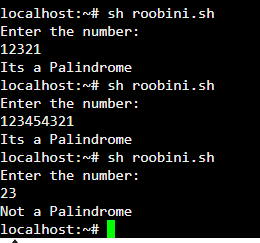 localhost:~# sh roobini.sh
Enter the number:
12321
Its a Palindrome
localhost:~# sh roobini.sh
Enter the number:
123454321
Its a Palindrome
localhost:~# sh roobini.sh
Enter the number:
23
Not a Palindrome
localhost:~#